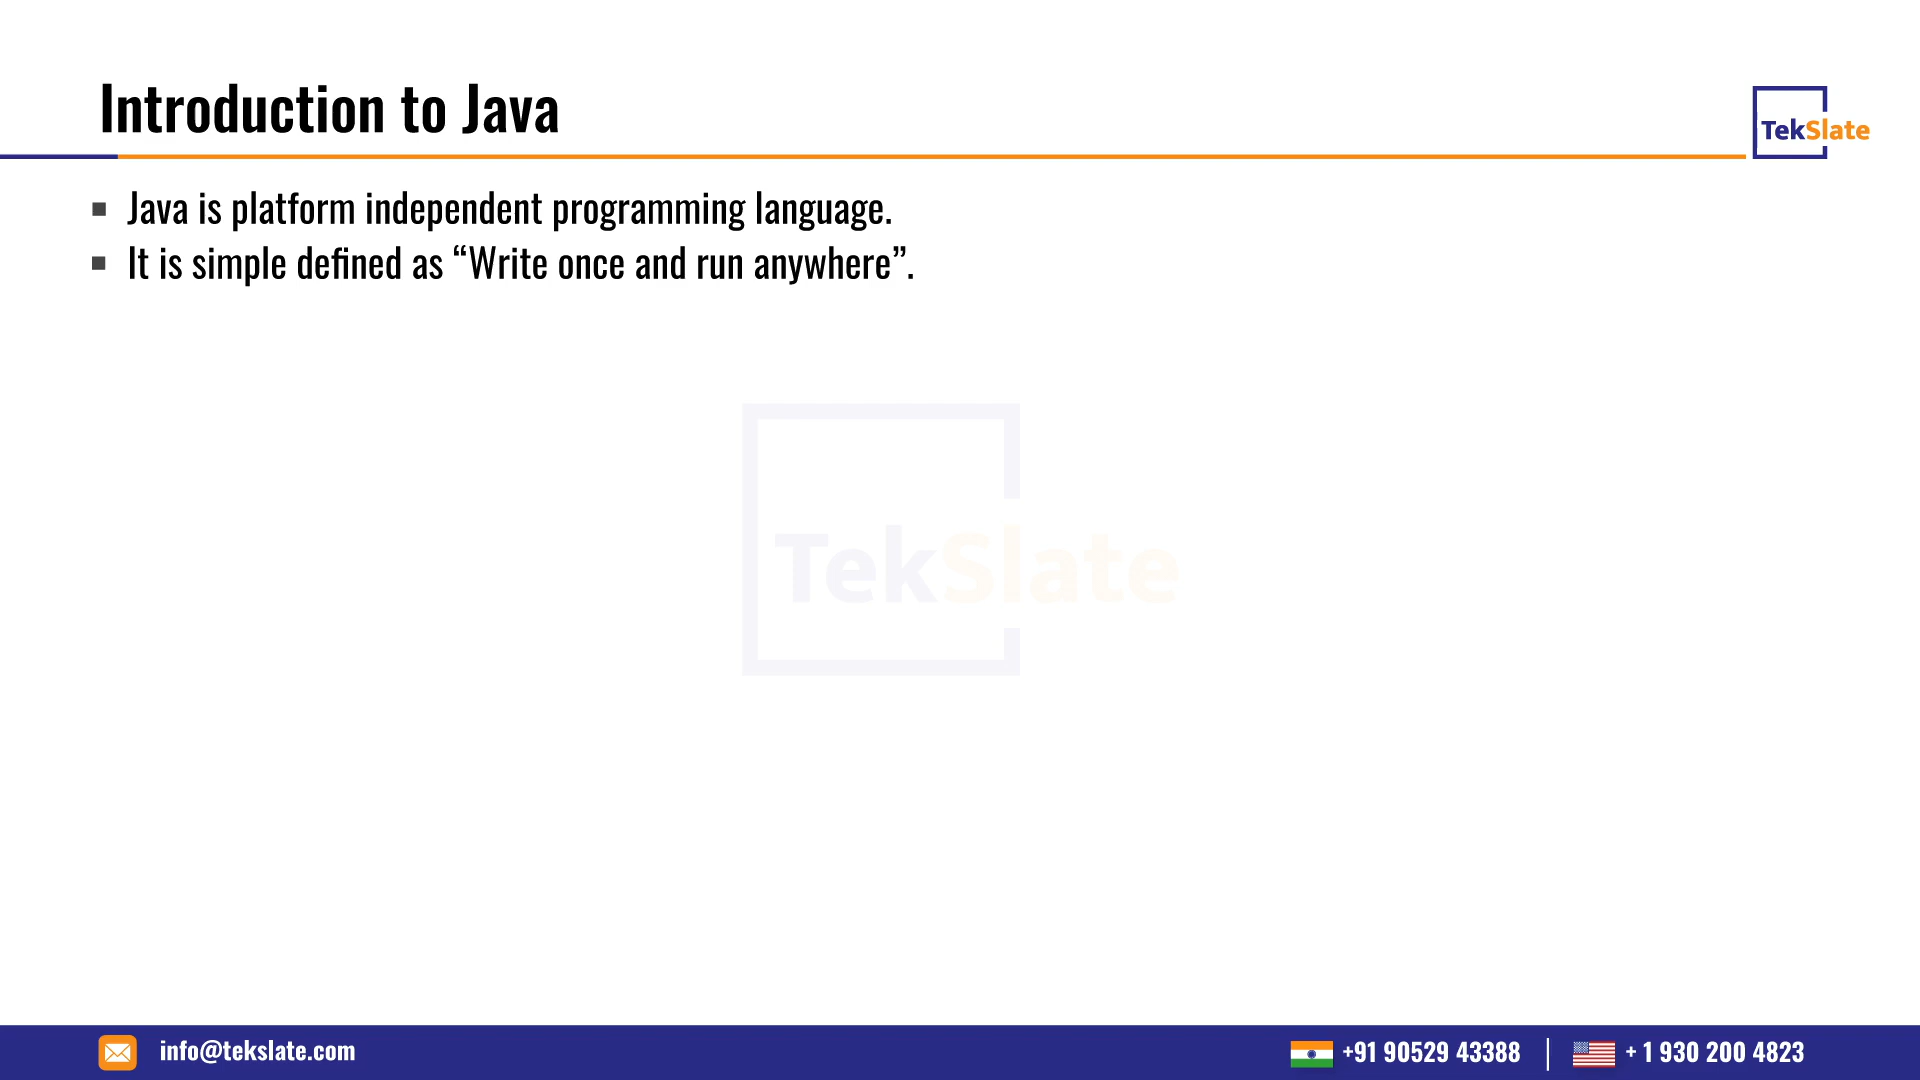 Introduction to Java
TekSlate
▪ Java is platform independent programming language.
▪ It is simple defined as “Write once and run anywhere”.
TekSlate
info@tekslate.com
+91 90529 43388
+ 1 930 200 4823